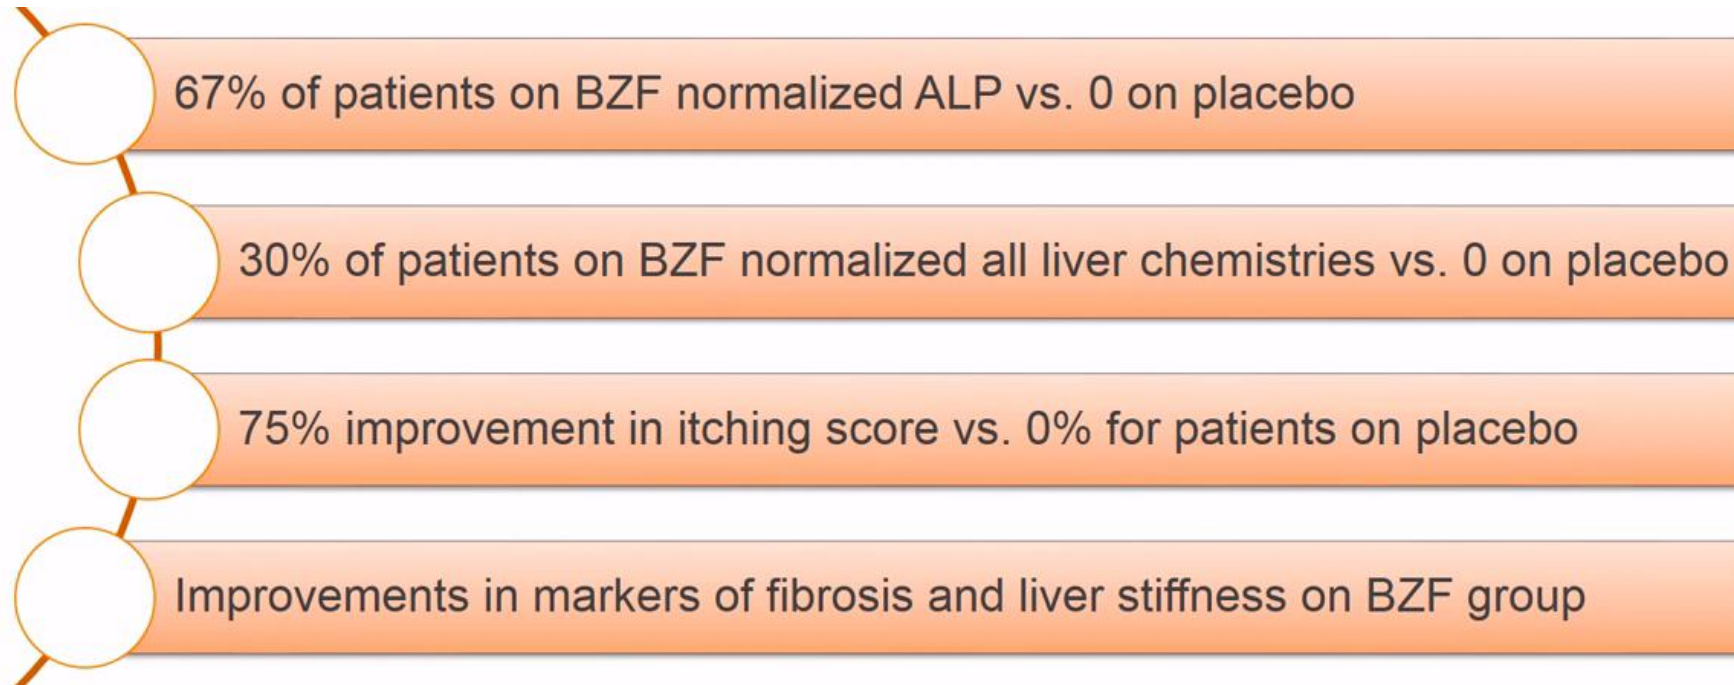 67% of patients on BZF normalized ALP vs. 0 on placebo
30% of patients on BZF normalized all liver chemistries vs. 0 on placebo
75% improvement in itching score vs. 0% for patients on placebo
Improvements in markers of fibrosis and liver stiffness on BZF group